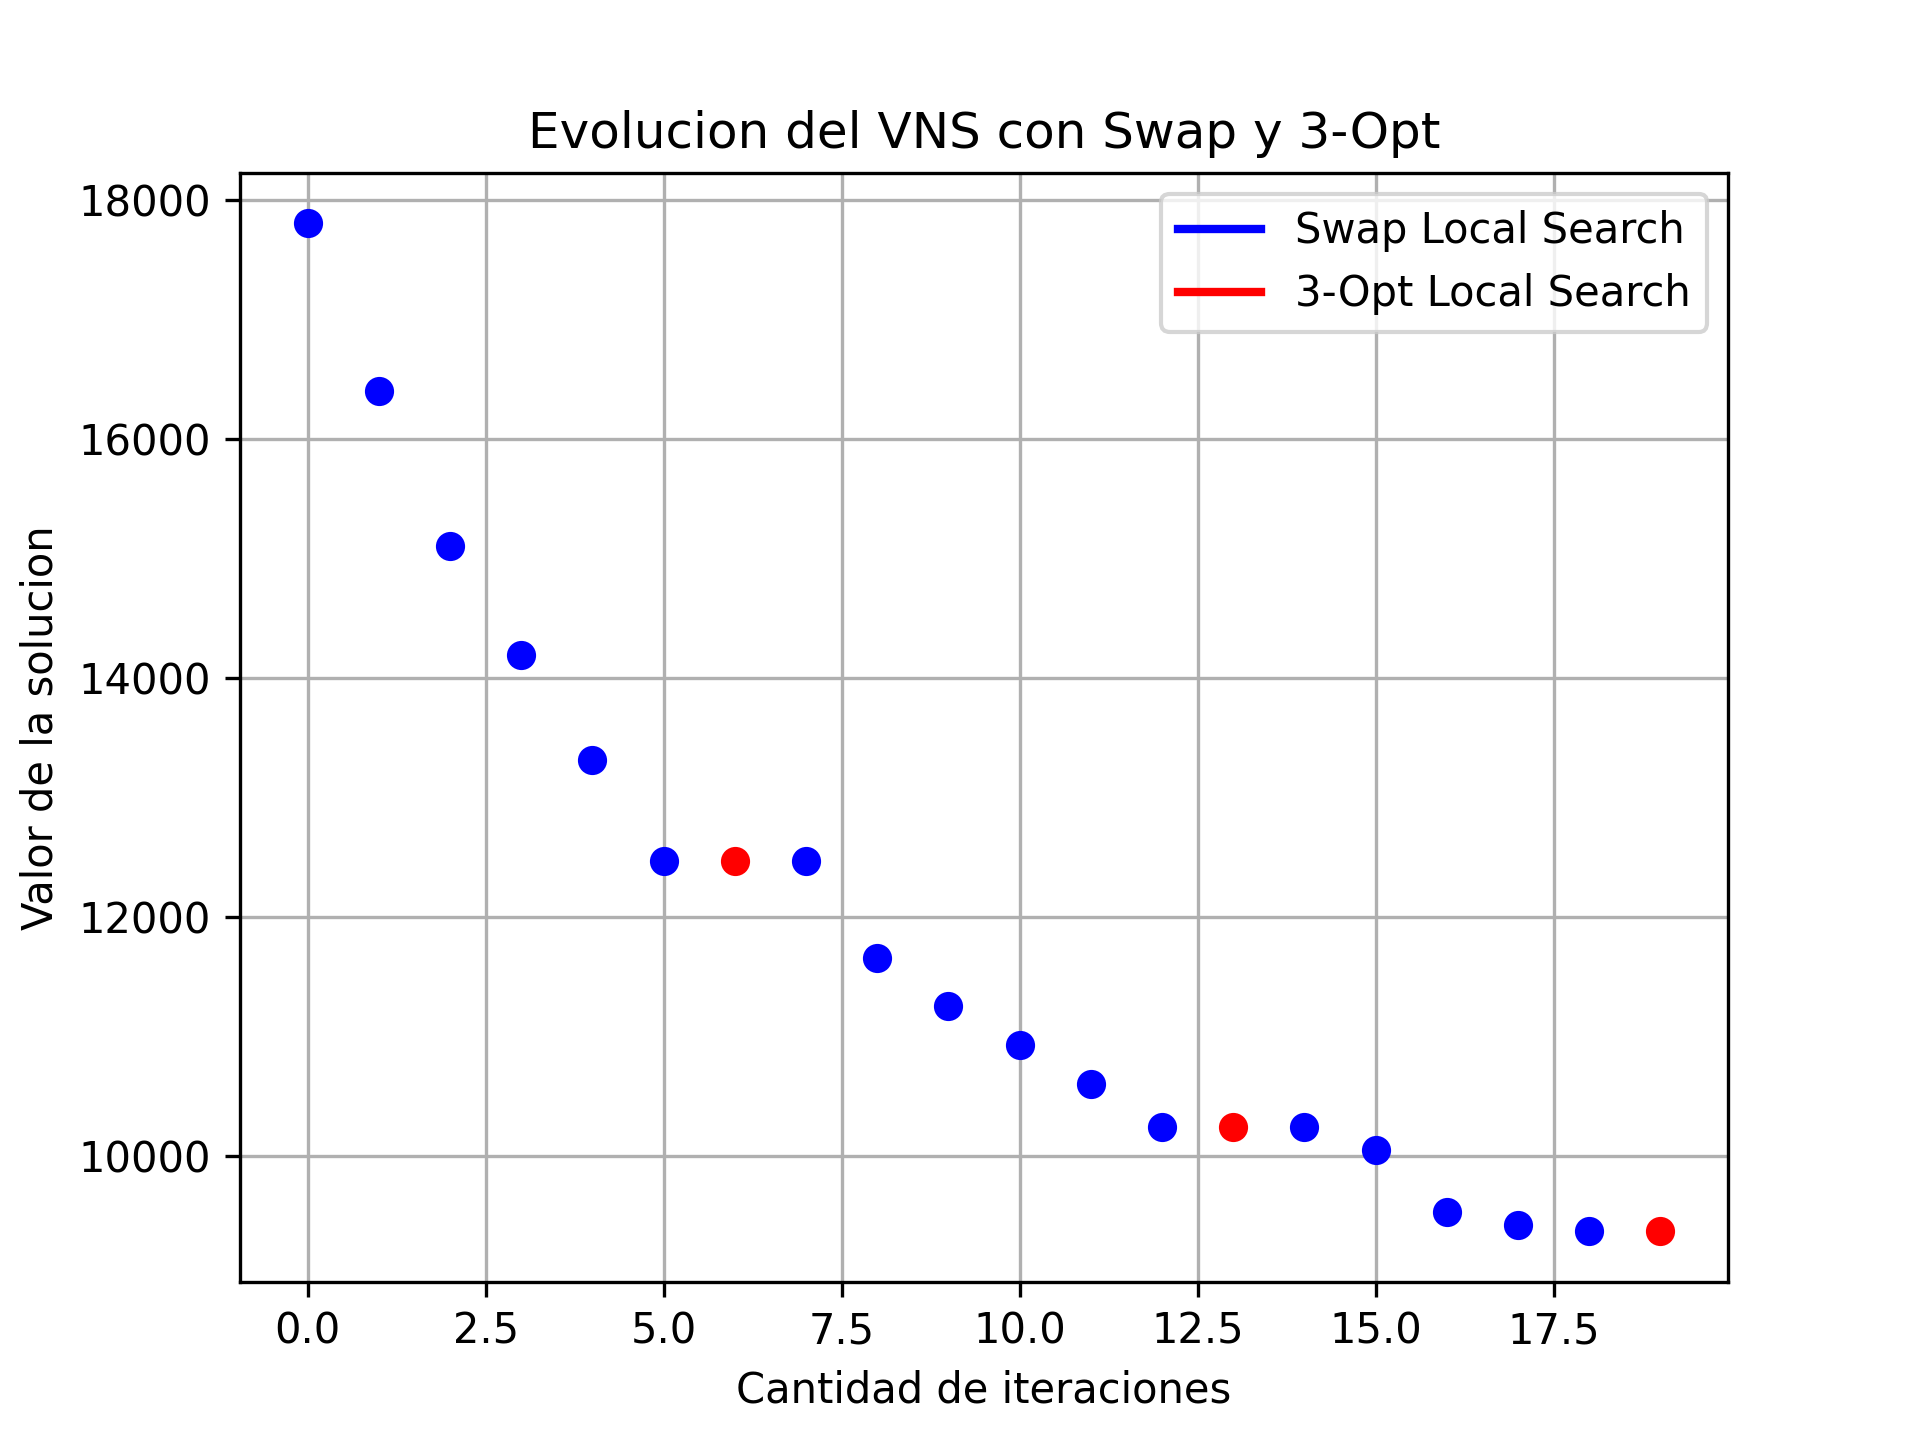 Evolucion del VNS con Swap y 3-Opt
Swap Local Search
3-Opt Local Search
Valor de la solucion
18000
16000
14000
12000
10000
0.0 2.5 5.0 7.5 10.0 12.5 15.0 17.5
Cantidad de iteraciones